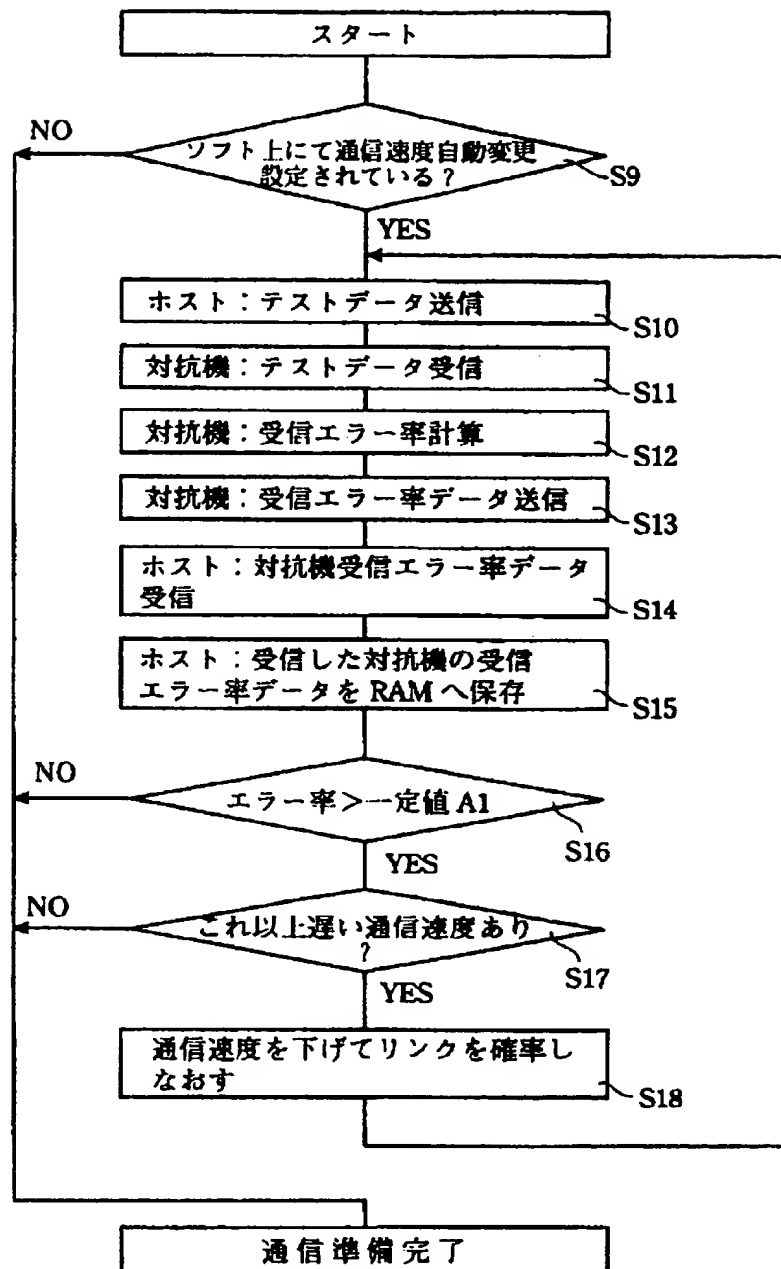 スタート
NO
ソフト上にて通信速度自動変更
設定されている?
S9
YES
ホスト:テストデータ送信
S10
対抗機:テストデータ受信
S11
対抗機:受信エラー率計算
S12
対抗機:受信エラー率データ送信
S13
ホスト:対抗機受信エラー率データ
受信
S14
ホスト:受信した対抗機の受信
エラー率データをRAMへ保存
S15
NO
エラー率>一定値A1
S16
YES
NO
これ以上遅い通信速度あり
?
S17
YES
通信速度を下げてリンクを確率し
なおす
S18
通信準備完了